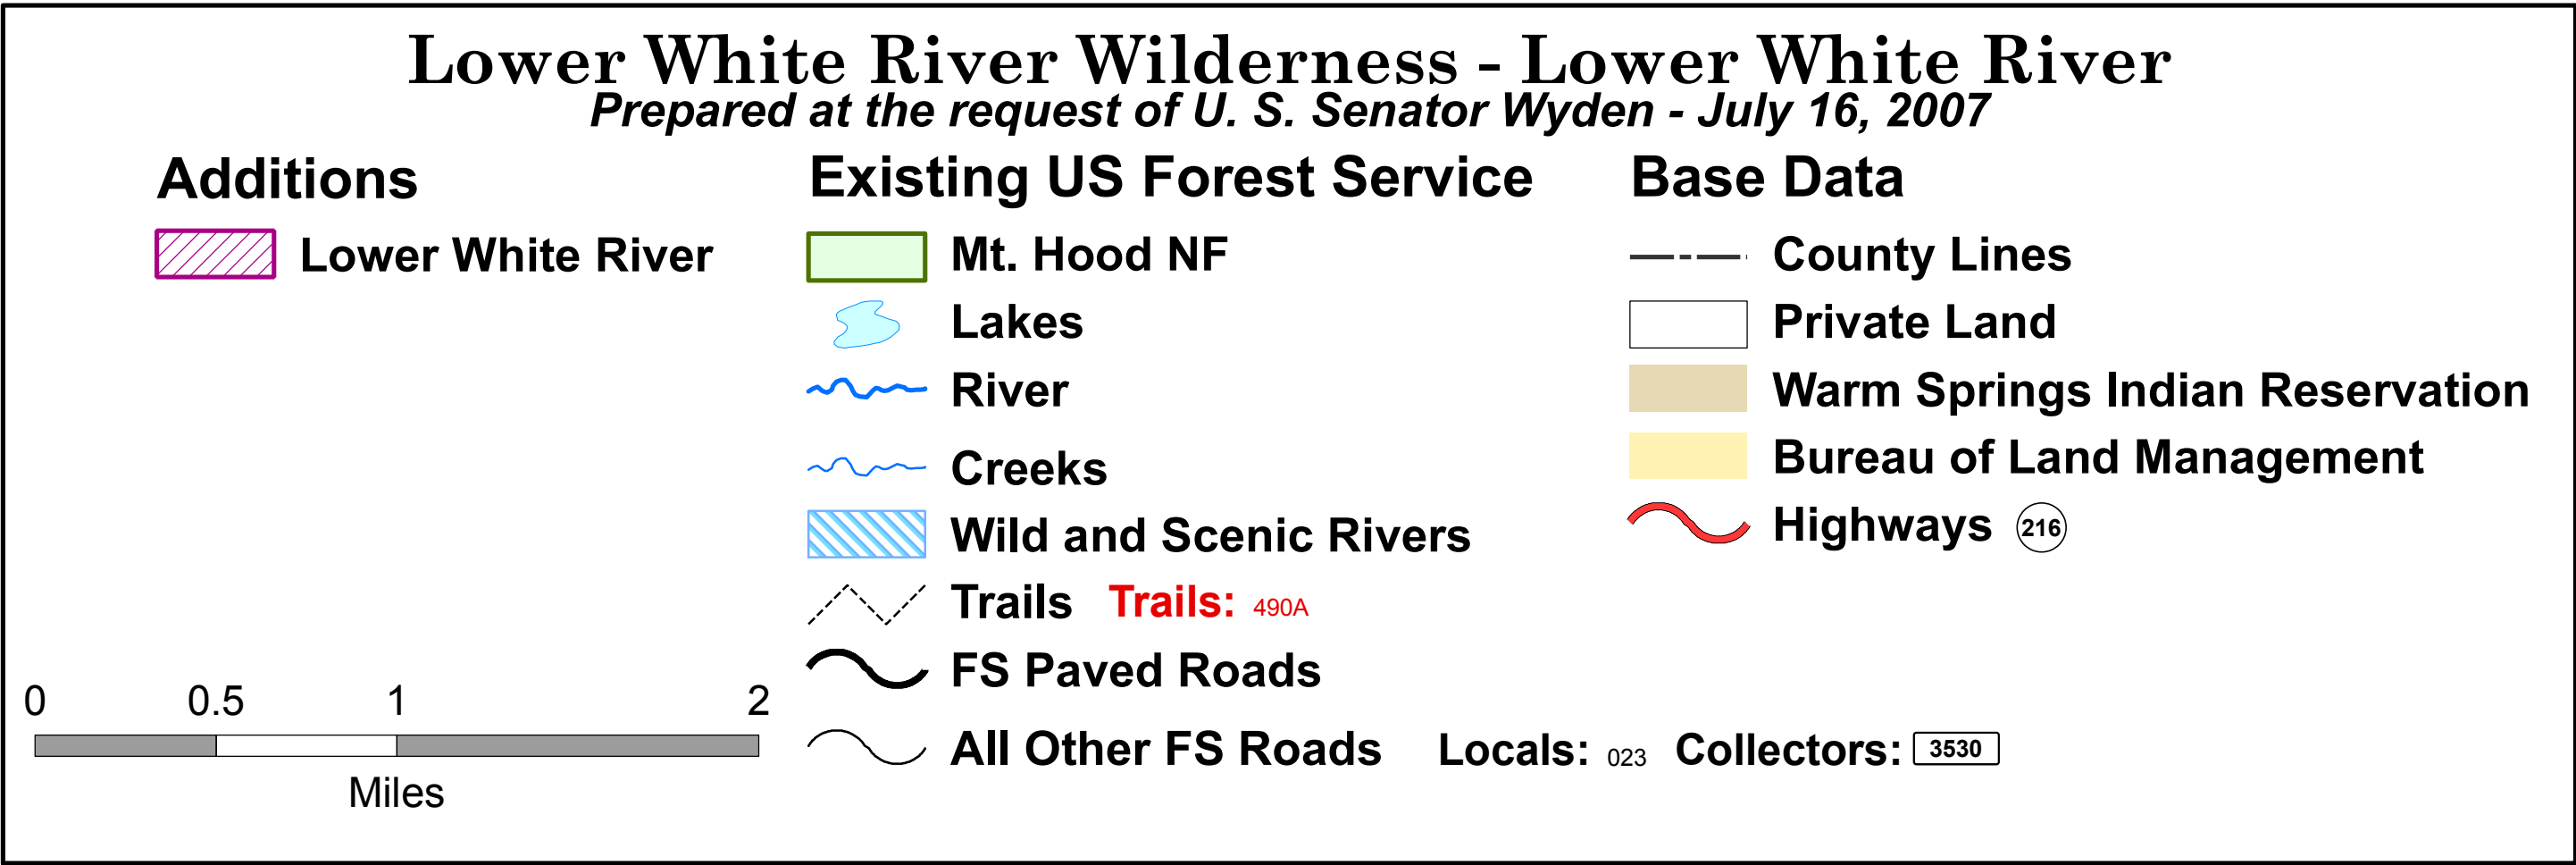 Lower White River Wilderness - Lower White River
Prepared at the request of U. S. Senator Wyden - July 16, 2007
Additions
Lower White River
0 0.5 1 2
Miles
Existing US Forest Service
Mt. Hood NF
Lakes
River
Creeks
Wild and Scenic Rivers
Trails Trails: 490A
FS Paved Roads
All Other FS Roads Locals: 023 Collectors: 3530
Base Data
County Lines
Private Land
Warm Springs Indian Reservation
Bureau of Land Management
Highways 216